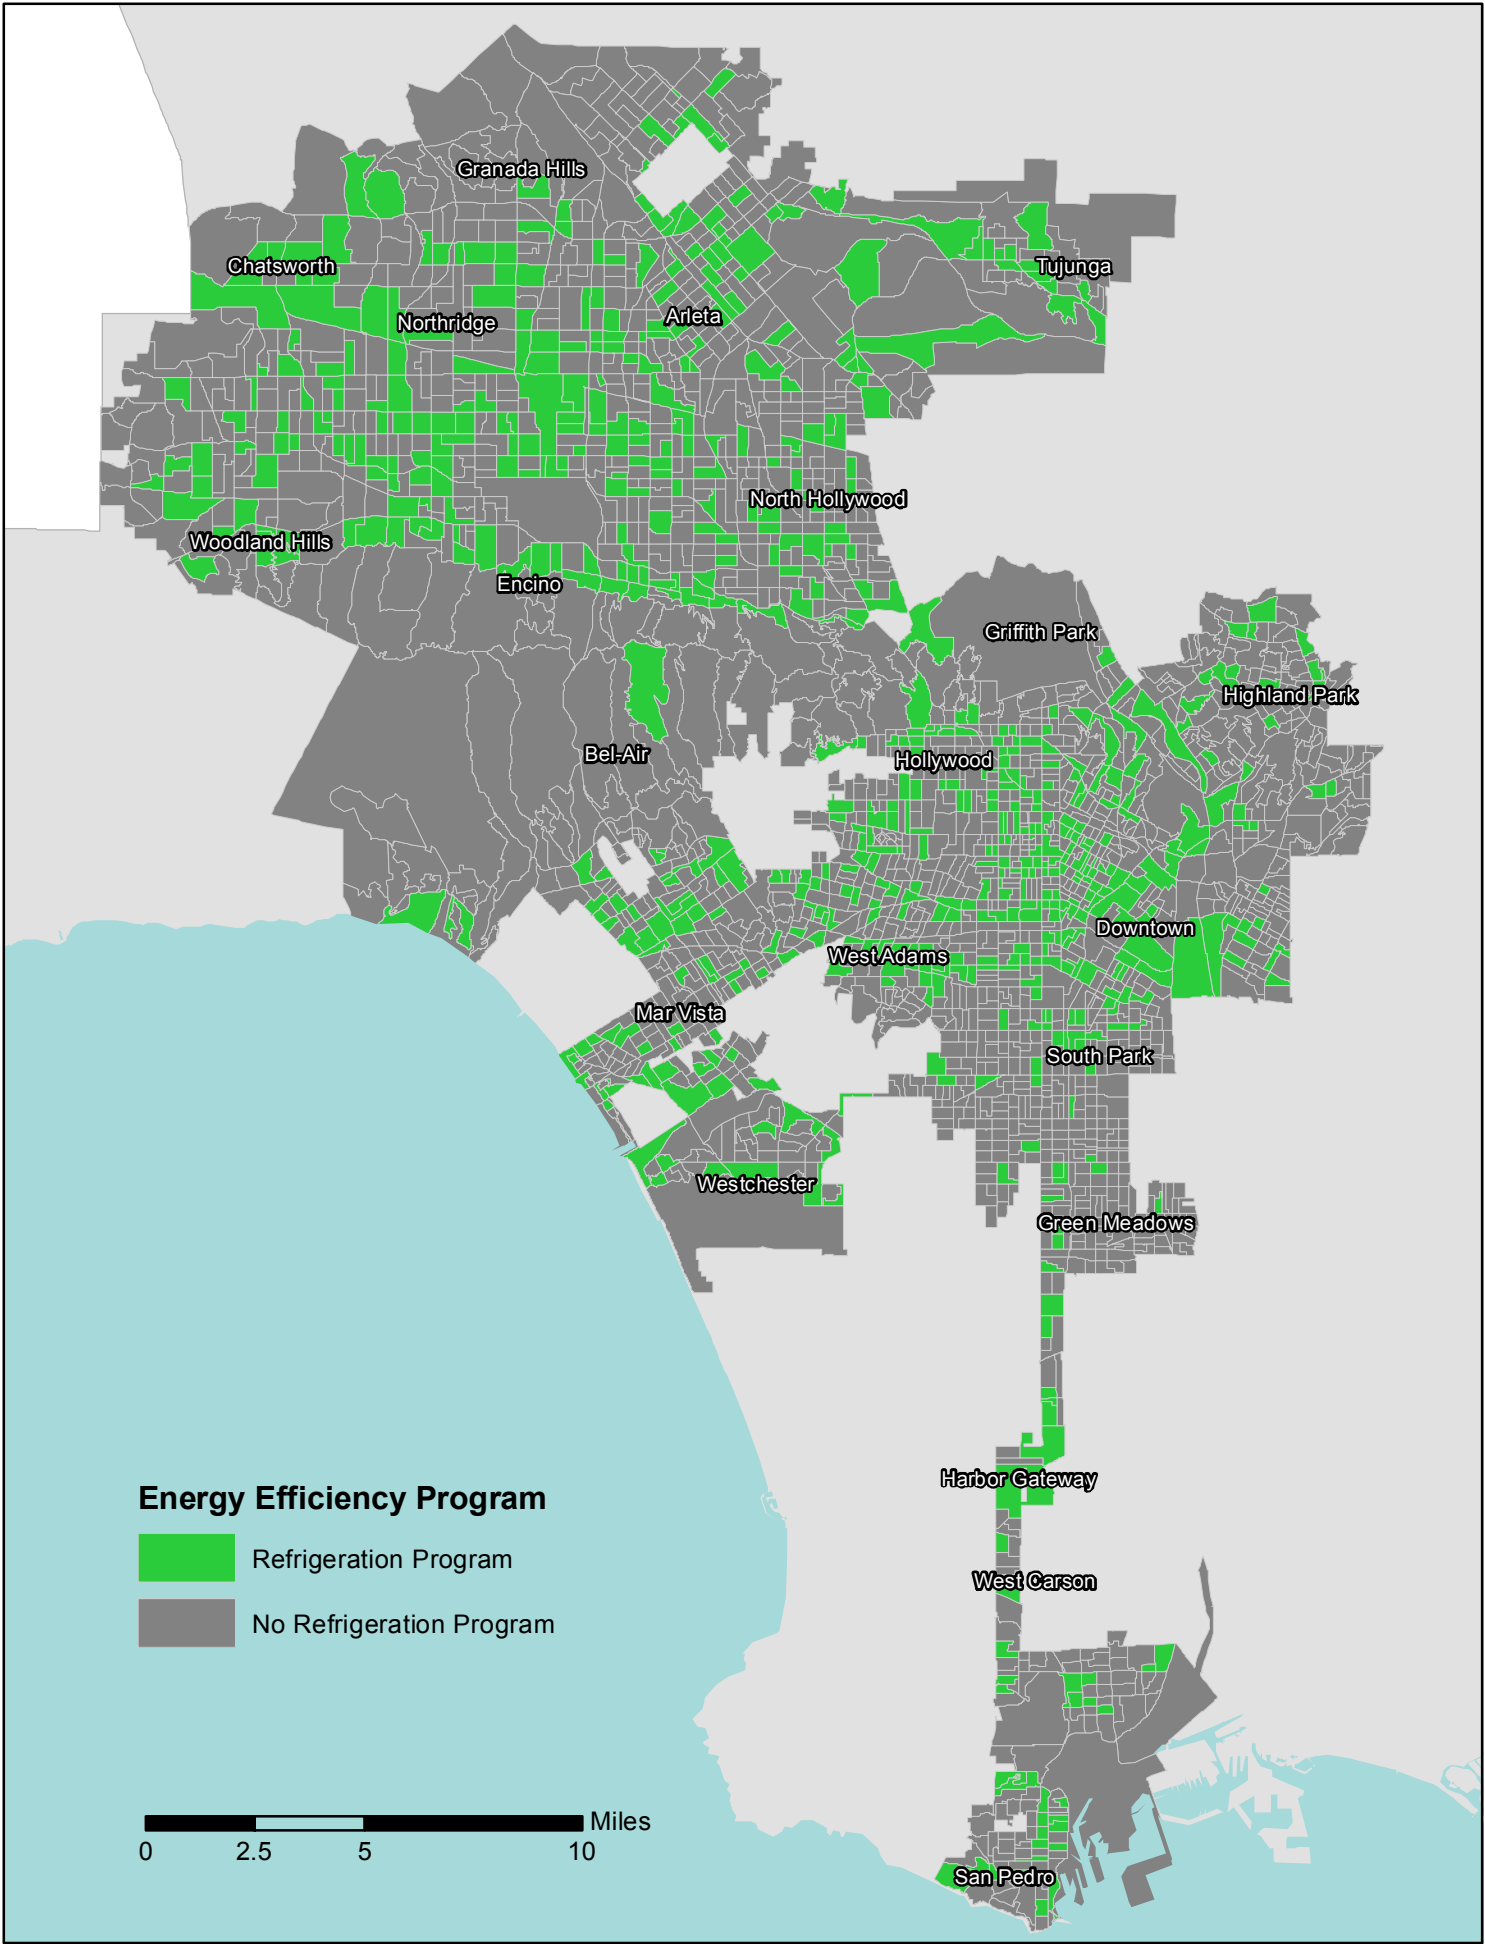 Granada Hills
Chatsworth
Tujunga
Northridge
Arleta
North Hollywood
Woodland Hills
Encino
Griffith Park
Highland Park
Bel-Air
Hollywood
Downtown
West Adams
Mar Vista
South Park
Westchester
Green Meadows
Harbor Gateway
Energy Efficiency Program
Refrigeration Program
West Carson
No Refrigeration Program
Miles
0 2.5 5 10
San Pedro